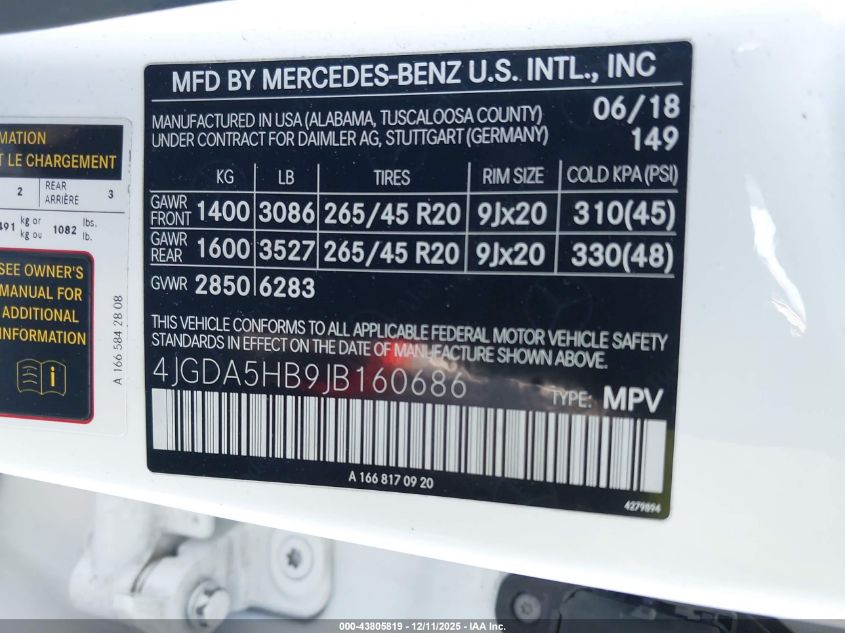 MATION
T LE CHARGEMENT
2 REAR ARRIÈRE 3
491 kg or kg ou 1082 lbs. lb.
SEE OWNER'S
MANUAL FOR
ADDITIONAL
INFORMATION
A 166 584 28 08
MFD BY MERCEDES-BENZ U.S. INTL., INC
MANUFACTURED IN USA (ALABAMA, TUSCALOOSA COUNTY) 06/18
UNDER CONTRACT FOR DAIMLER AG, STUTTGART (GERMANY) 149
KG LB TIRES RIM SIZE COLD KPA (PSI)
GAWR FRONT 1400 3086 265/45 R20 9Jx20 310(45)
GAWR REAR 1600 3527 265/45 R20 9Jx20 330(48)
GVWR 2850 6283
THIS VEHICLE CONFORMS TO ALL APPLICABLE FEDERAL MOTOR VEHICLE SAFETY
STANDARDS IN EFFECT ON THE DATE OF MANUFACTURE SHOWN ABOVE.
4JGDA5HB9JB160686
TYPE: MPV
A 166 817 09 20
4279894
000-43805819 - 12/11/2025 - IAA Inc.